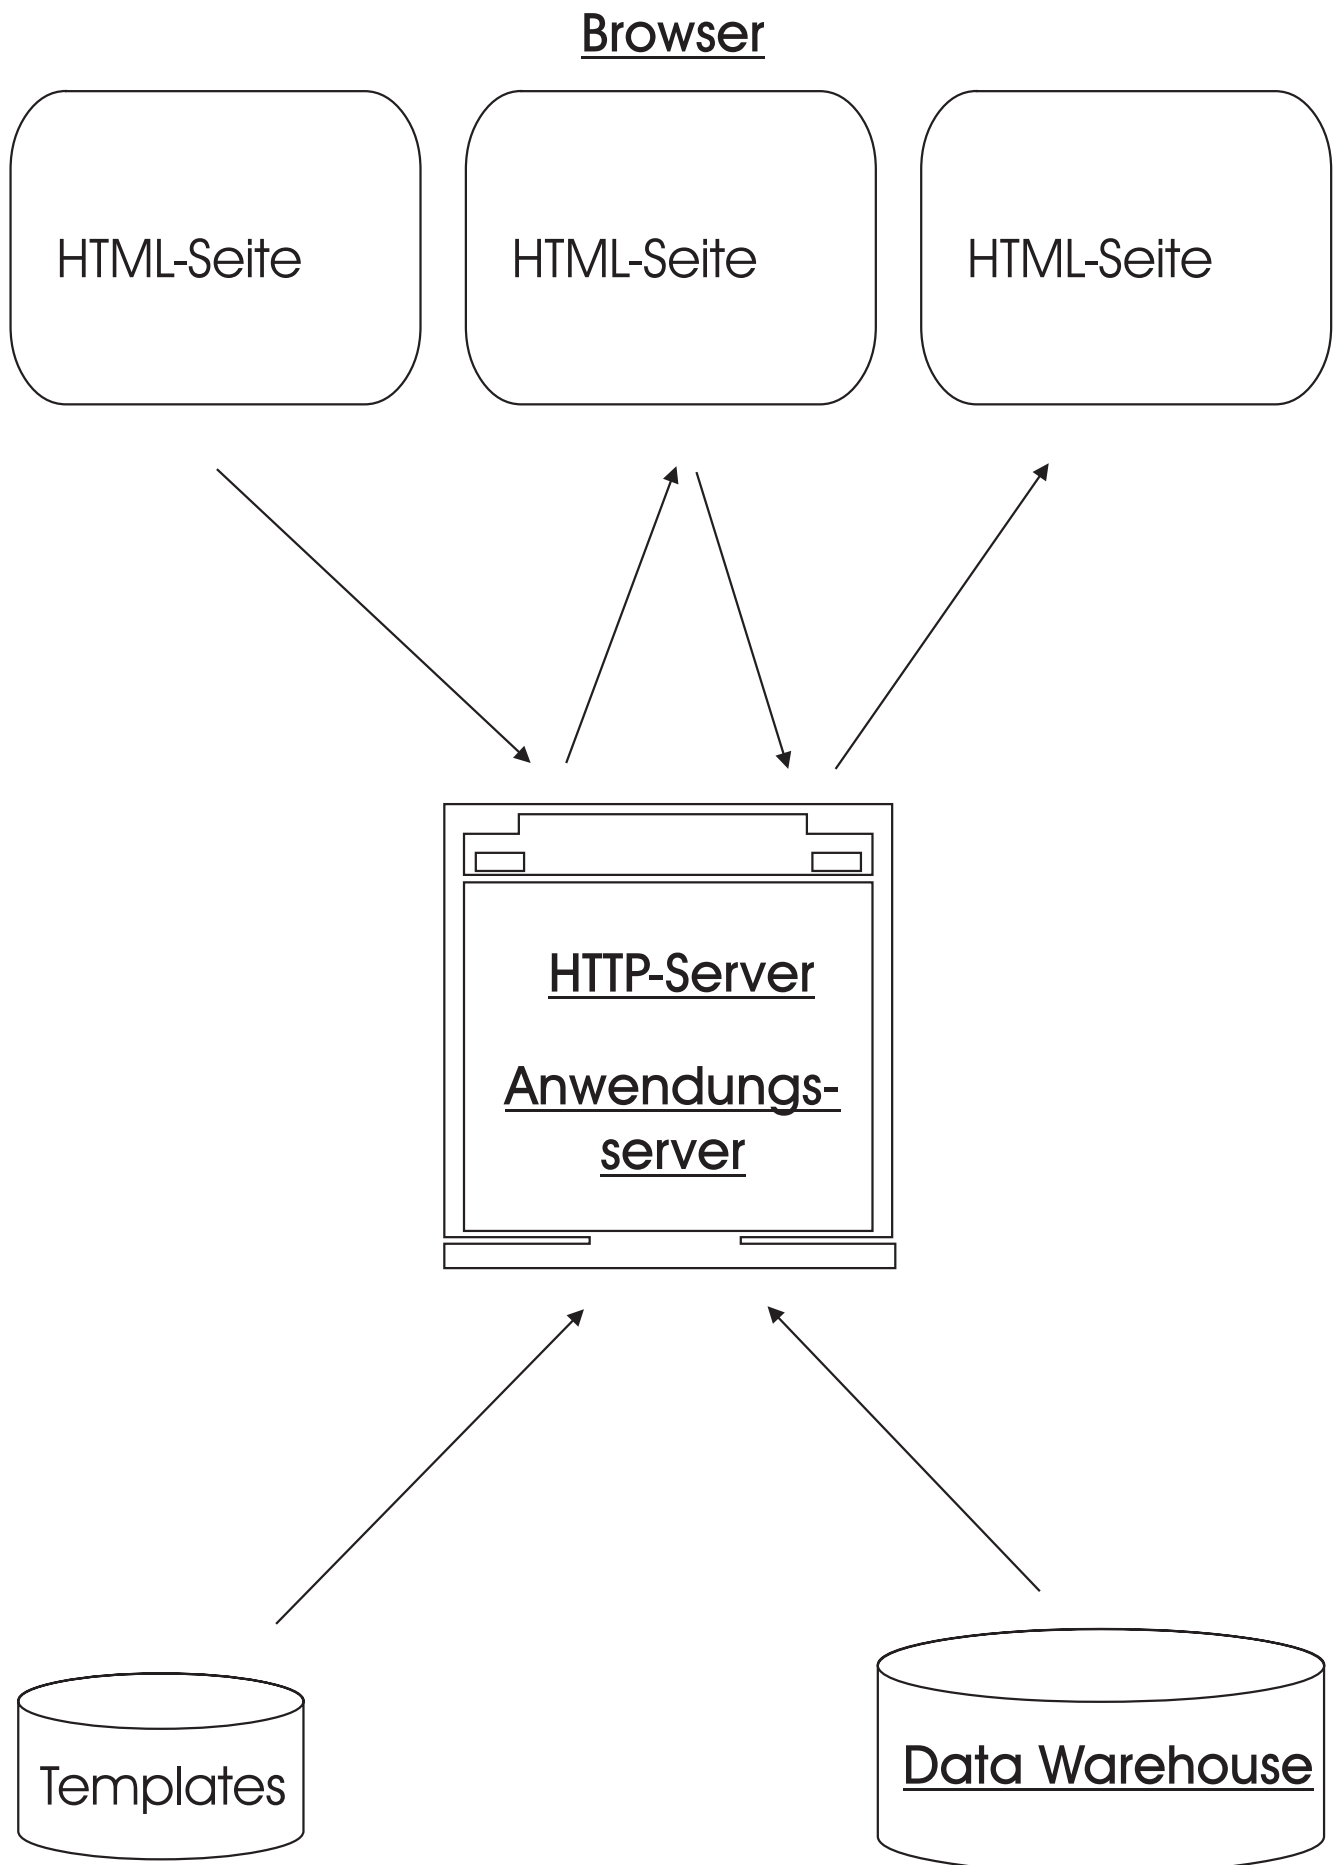 Browser
HTML-Seite
HTML-Seite
HTML-Seite
HTTP-Server
Anwendungs-
server
Templates
Data Warehouse